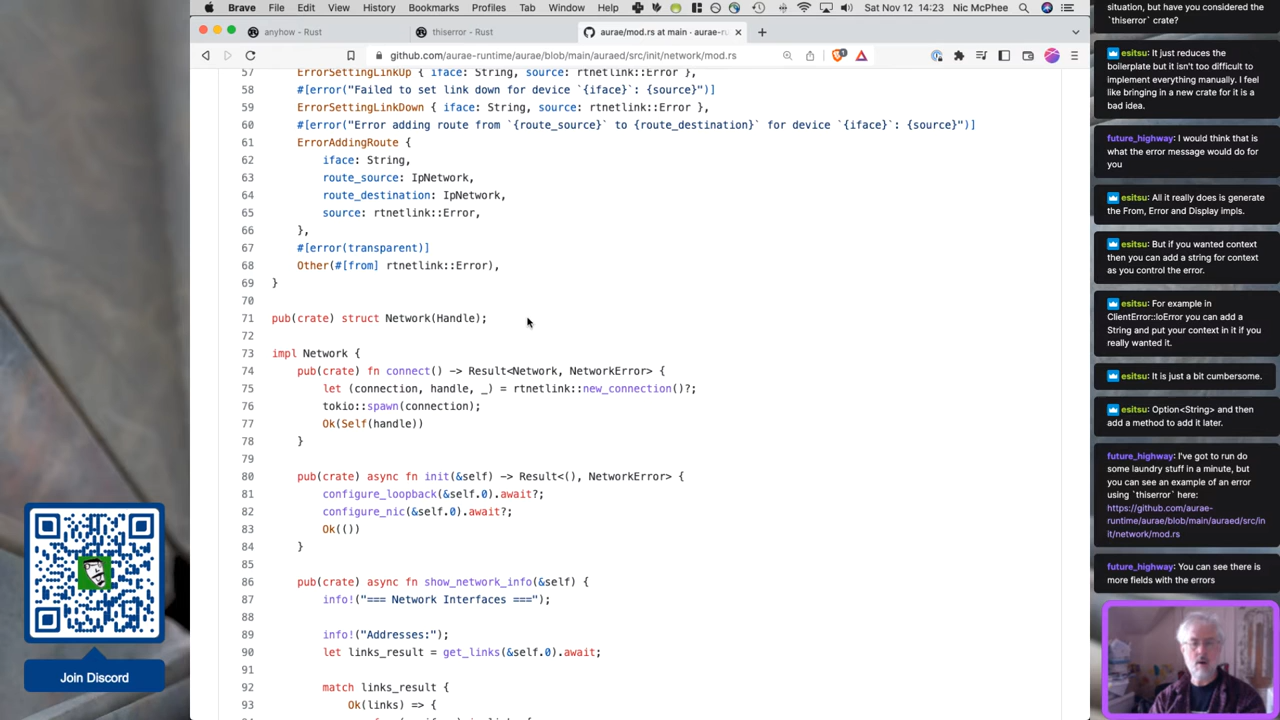 Brave File Edit View History Bookmarks Profiles Tab Window Help Sat Nov 12 14:23 Nic McPhee
anyhow - Rust
thiserror - Rust
aurae/mod.rs at main · aurae-ru
github.com/aurae-runtime/aurae/blob/main/auraed/src/init/network/mod.rs
57 ErrorSettingLinkUp { iface: String, source: rtnetlink::Error },
58 #[error("Failed to set link down for device `{iface}`: {source}")]
59 ErrorSettingLinkDown { iface: String, source: rtnetlink::Error },
60 #[error("Error adding route from `{route_source}` to {route_destination}` for device `{iface}`: {source}")]
61 ErrorAddingRoute {
62 iface: String,
63 route_source: IpNetwork,
64 route_destination: IpNetwork,
65 source: rtnetlink::Error,
66 },
67 #[error(transparent)]
68 Other(#[from] rtnetlink::Error),
69 }
70
71 pub(crate) struct Network(Handle);
72
73 impl Network {
74 pub(crate) fn connect() -> Result<Network, NetworkError> {
75 let (connection, handle, _) = rtnetlink::new_connection()?;
76 tokio::spawn(connection);
77 Ok(Self(handle))
78 }
79
80 pub(crate) async fn init(&self) -> Result<(), NetworkError> {
81 configure_loopback(&self.0).await?;
82 configure_nic(&self.0).await?;
83 Ok(())
84 }
85
86 pub(crate) async fn show_network_info(&self) {
87 info!("=== Network Interfaces ===");
88
89 info!("Addresses:");
90 let links_result = get_links(&self.0).await;
91
92 match links_result {
93 Ok(links) => {
situation, but have you considered the
`thiserror` crate?
esitsu: It just reduces the
boilerplate but it isn't too difficult to
implement everything manually. I feel
like bringing in a new crate for it is a
bad idea.
future_highway: I would think that is
what the error message would do for
you
esitsu: All it really does is generate
the From, Error and Display impls.
esitsu: But if you wanted context
then you can add a string for context
as you control the error.
esitsu: For example in
ClientError::IoError you can add a
String and put your context in it if you
really wanted it.
esitsu: It is just a bit cumbersome.
esitsu: Option<String> and then
add a method to add it later.
future_highway: I've got to run do
some laundry stuff in a minute, but
you can see an example of an error
using `thiserror` here:
https://github.com/aurae-
runtime/aurae/blob/main/auraed/src/in
it/network/mod.rs
future_highway: You can see there is
more fields with the errors
Join Discord